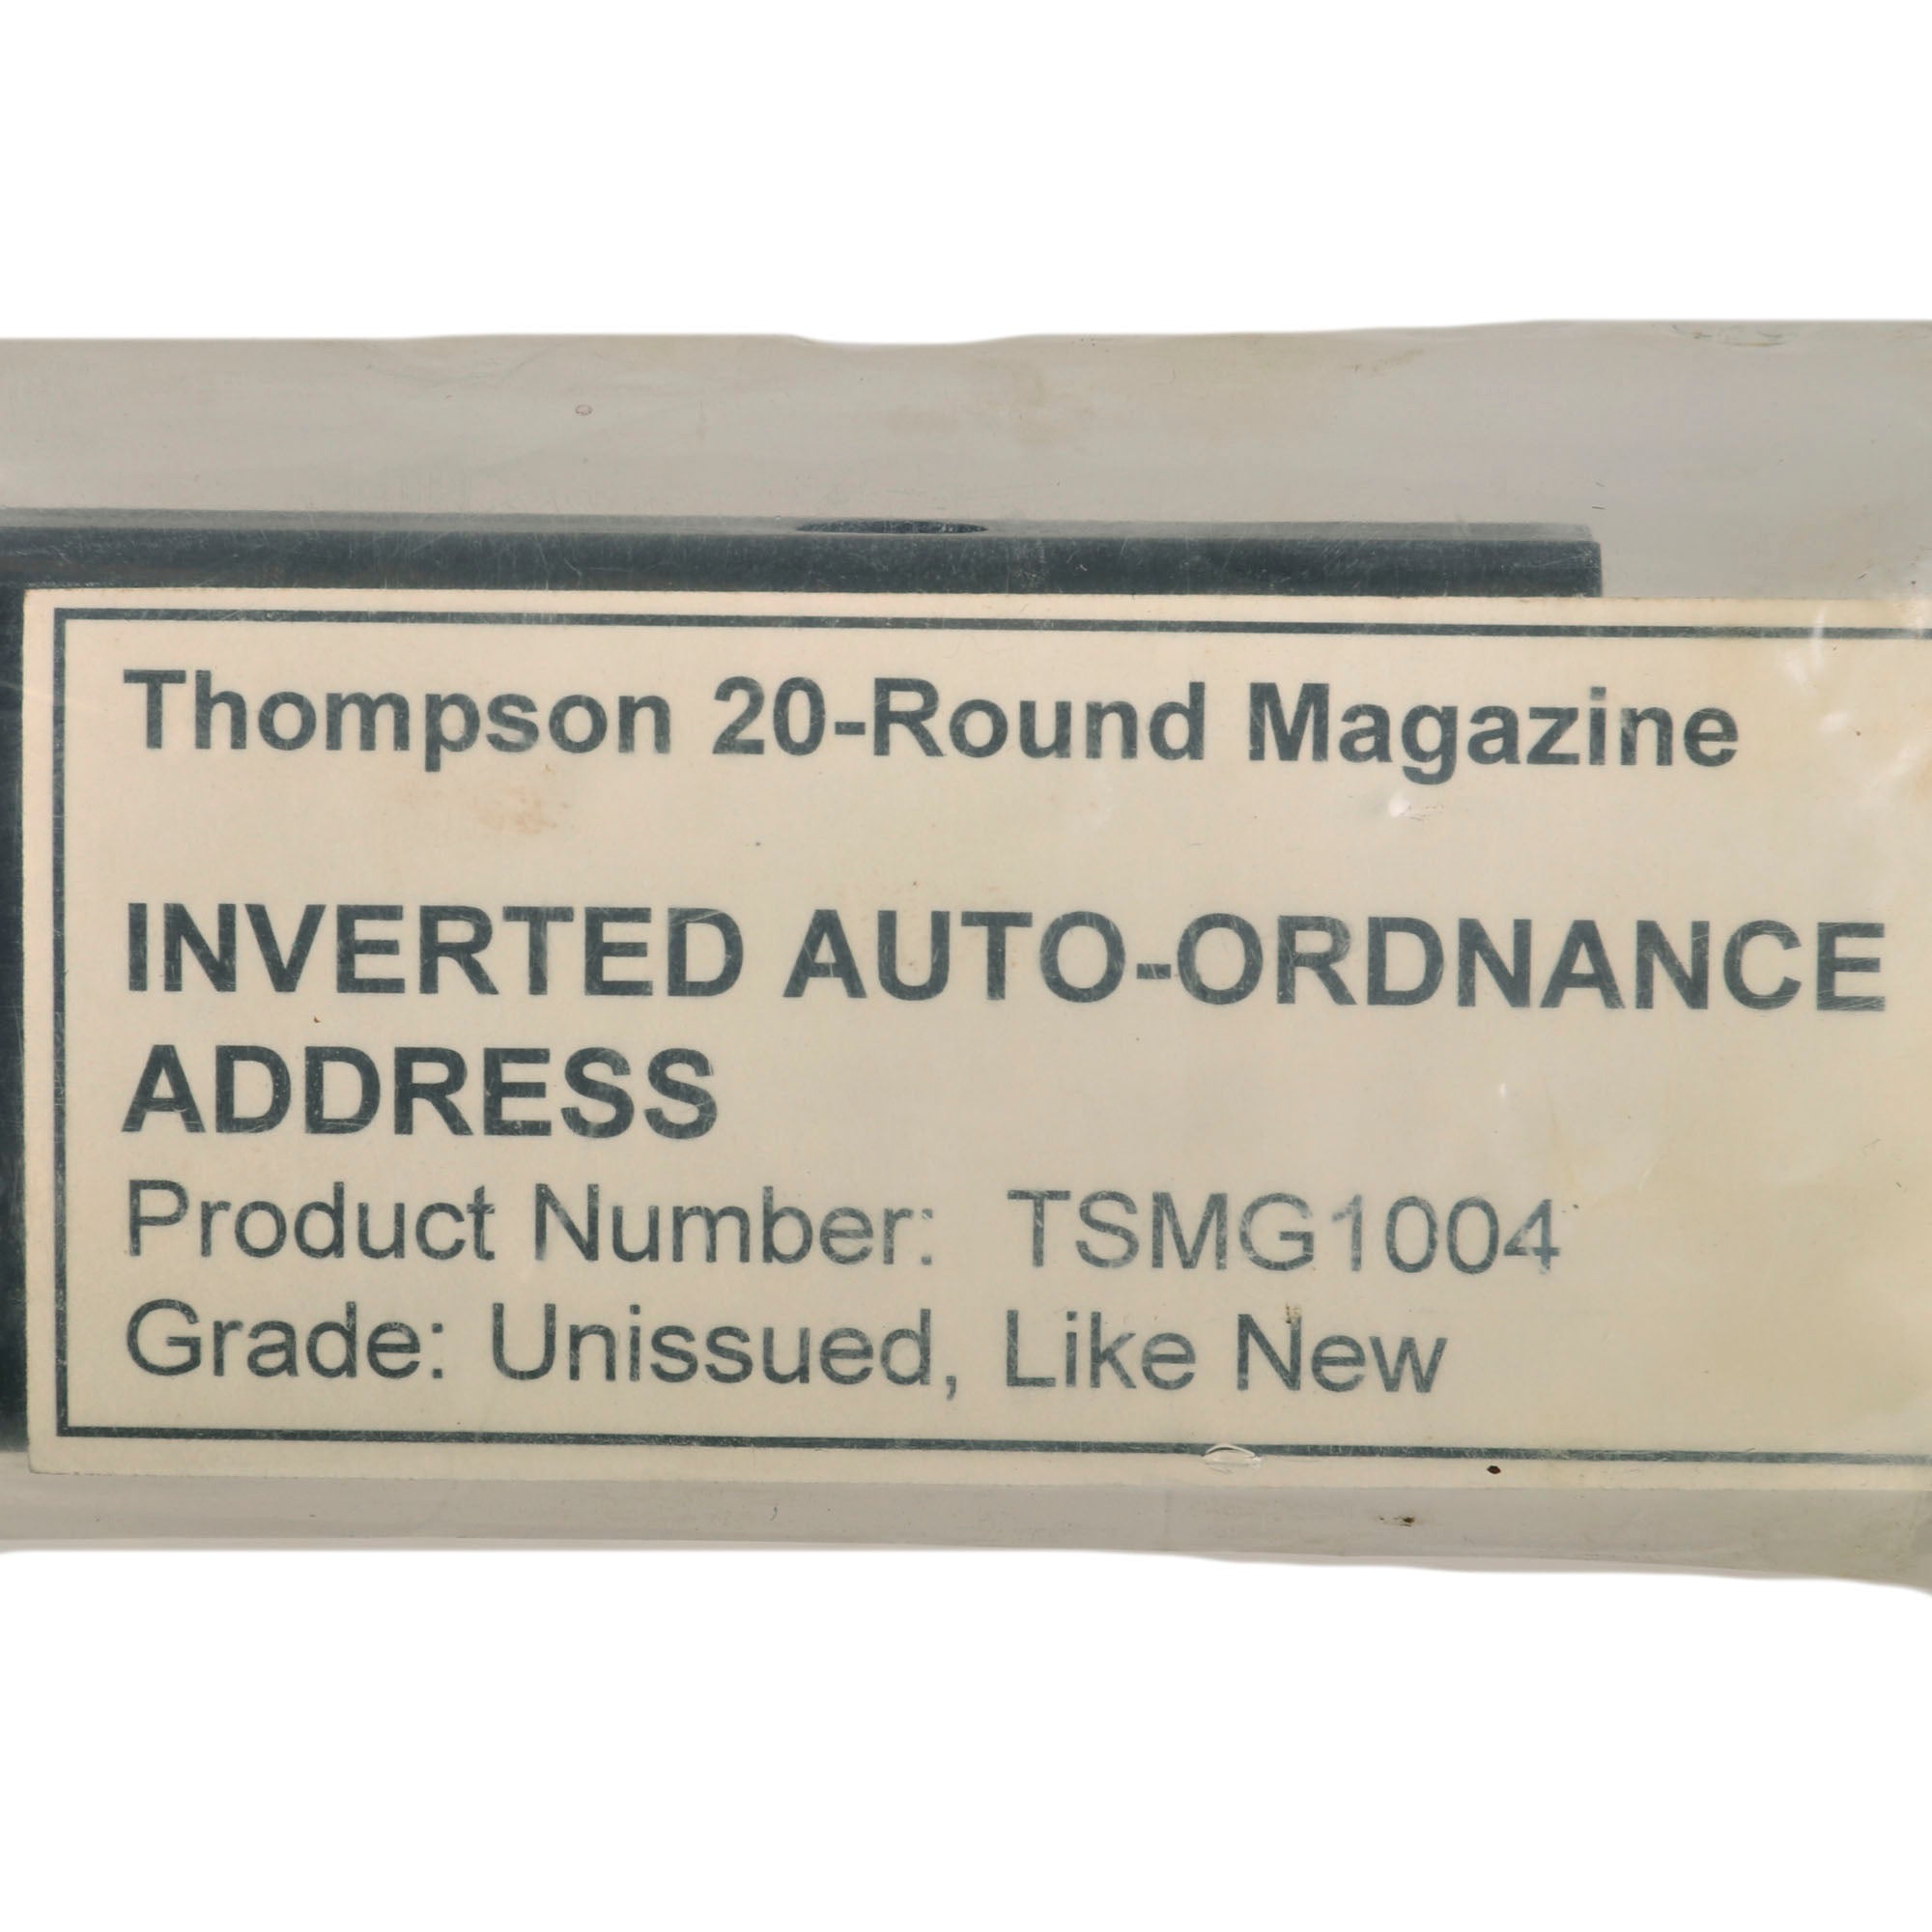 Thompson 20-Round Magazine
INVERTED AUTO-ORDNANCE
ADDRESS
Product Number: TSMG1004
Grade: Unissued, Like New